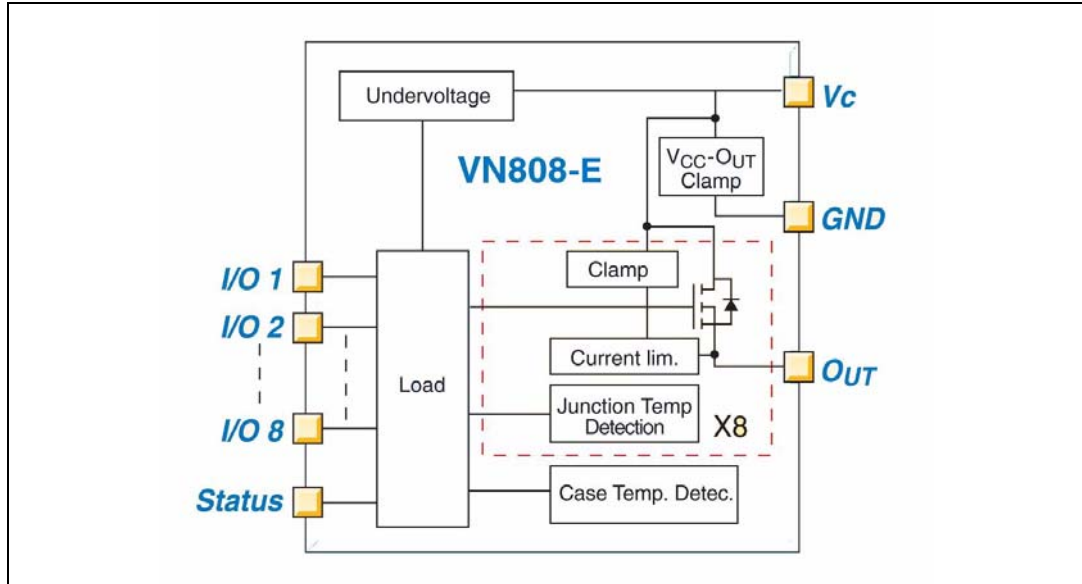 Undervoltage
Vc
VN808-E
VCC-OUT
Clamp
GND
I/O 1
Clamp
I/O 2
Current lim.
OUT
Load
Junction Temp
Detection
X8
I/O 8
Status
Case Temp. Detec.